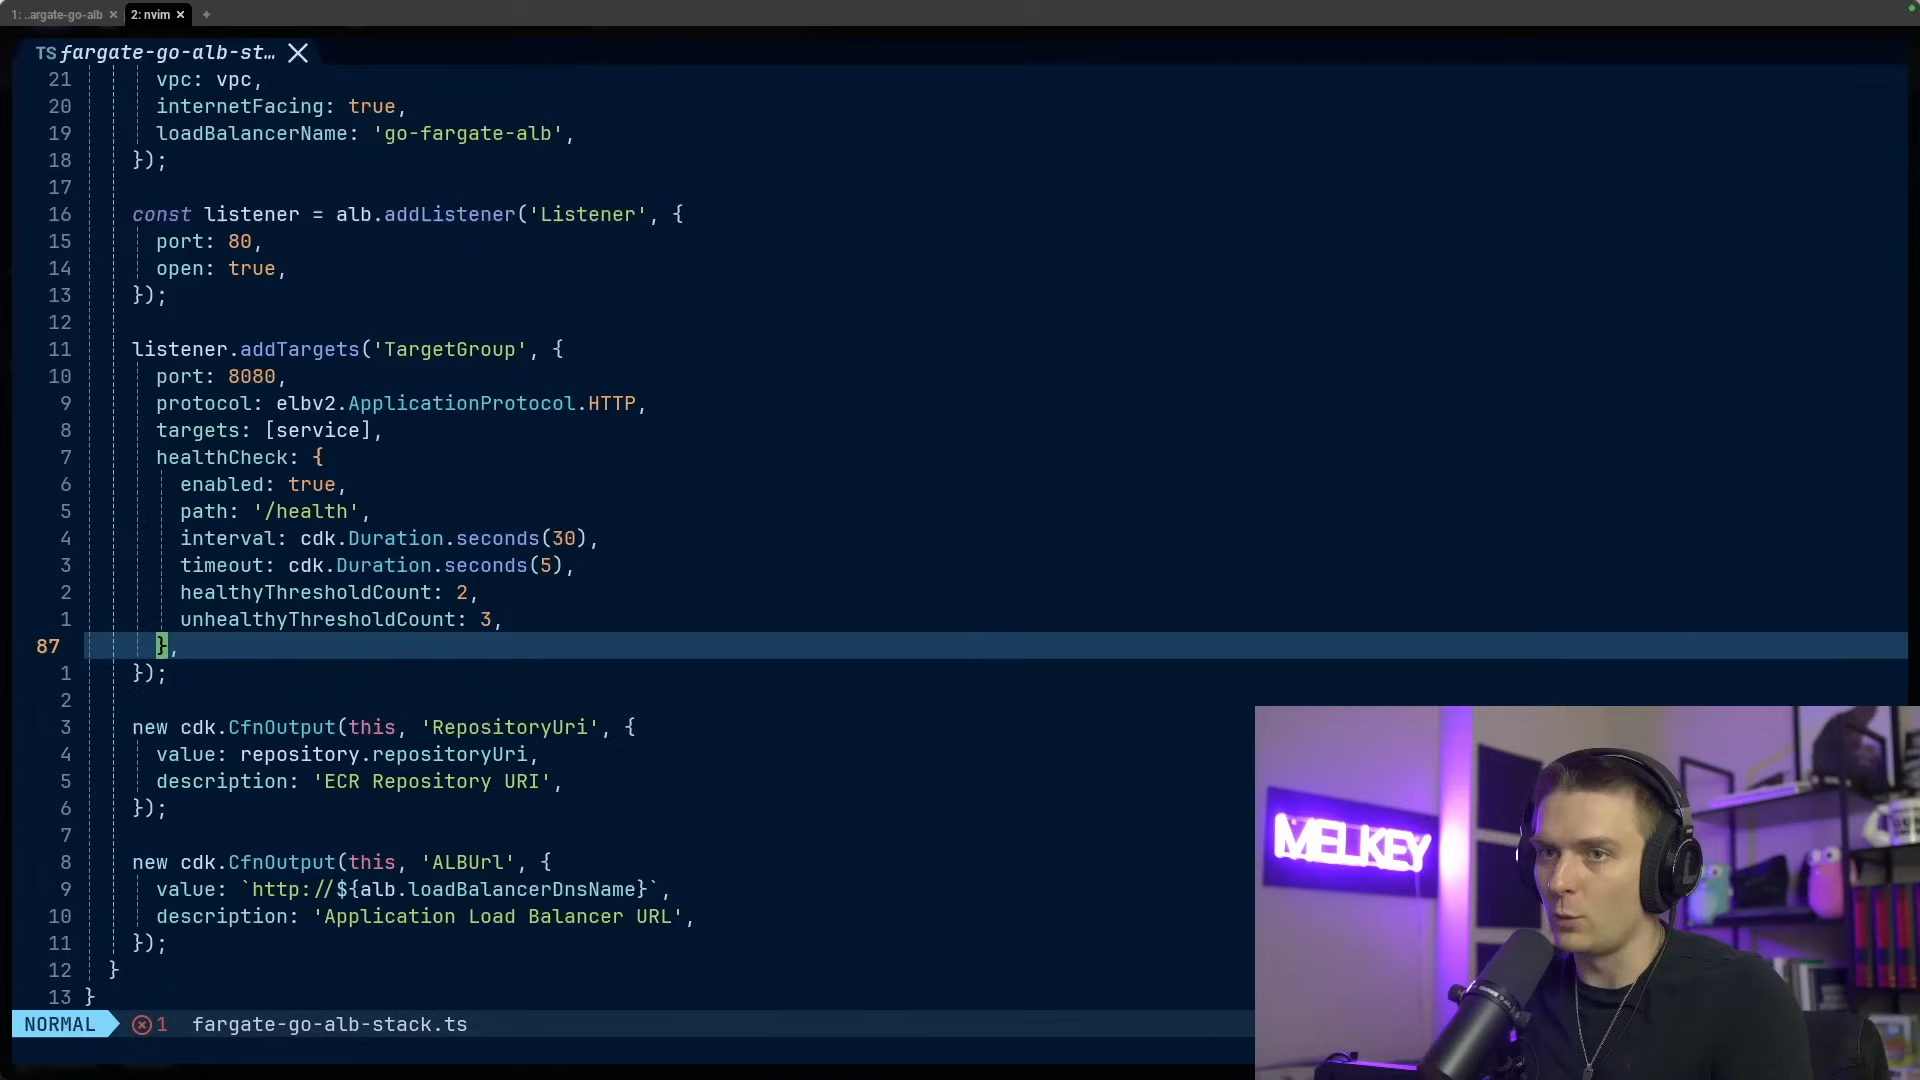 1: ..argate-go-alb × 2: nvim × +
TS fargate-go-alb-st… ×
21 vpc: vpc,
20 internetFacing: true,
19 loadBalancerName: 'go-fargate-alb',
18 });
17
16 const listener = alb.addListener('Listener', {
15 port: 80,
14 open: true,
13 });
12
11 listener.addTargets('TargetGroup', {
10 port: 8080,
9 protocol: elbv2.ApplicationProtocol.HTTP,
8 targets: [service],
7 healthCheck: {
6 enabled: true,
5 path: '/health',
4 interval: cdk.Duration.seconds(30),
3 timeout: cdk.Duration.seconds(5),
2 healthyThresholdCount: 2,
1 unhealthyThresholdCount: 3,
87 },
1 });
2
3 new cdk.CfnOutput(this, 'RepositoryUri', {
4 value: repository.repositoryUri,
5 description: 'ECR Repository URI',
6 });
7
8 new cdk.CfnOutput(this, 'ALBUrl', {
9 value: `http://${alb.loadBalancerDnsName}`,
10 description: 'Application Load Balancer URL',
11 });
12 }
13 }
NORMAL 1 fargate-go-alb-stack.ts
MELKEY